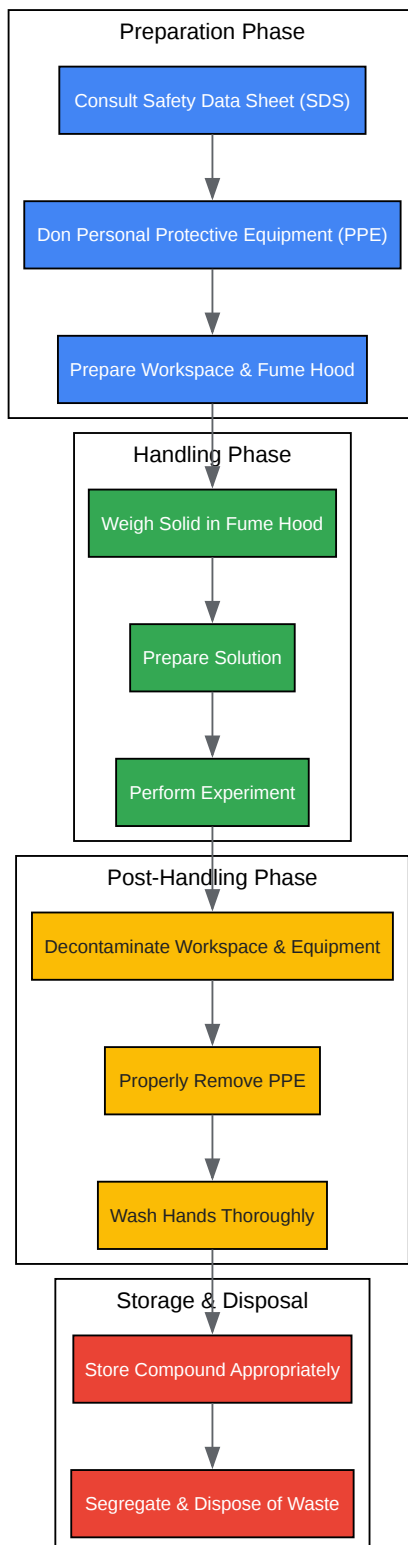 Preparation Phase
Consult Safety Data Sheet (SDS)
Don Personal Protective Equipment (PPE)
Prepare Workspace & Fume Hood
Handling Phase
Weigh Solid in Fume Hood
Prepare Solution
Perform Experiment
Post-Handling Phase
Decontaminate Workspace & Equipment
Properly Remove PPE
Wash Hands Thoroughly
Storage & Disposal
Store Compound Appropriately
Segregate & Dispose of Waste